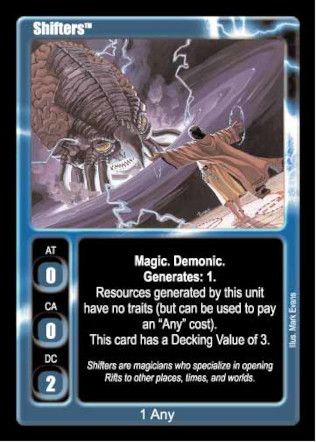 Shifters™
AT
0
CA
0
DC
2
Magic. Demonic.
Generates: 1.
Resources generated by this unit
have no traits (but can be used to pay
an "Any" cost).
This card has a Decking Value of 3.
Shifters are magicians who specialize in opening
Rifts to other places, times, and worlds.
Illus. Mark Evans
1 Any